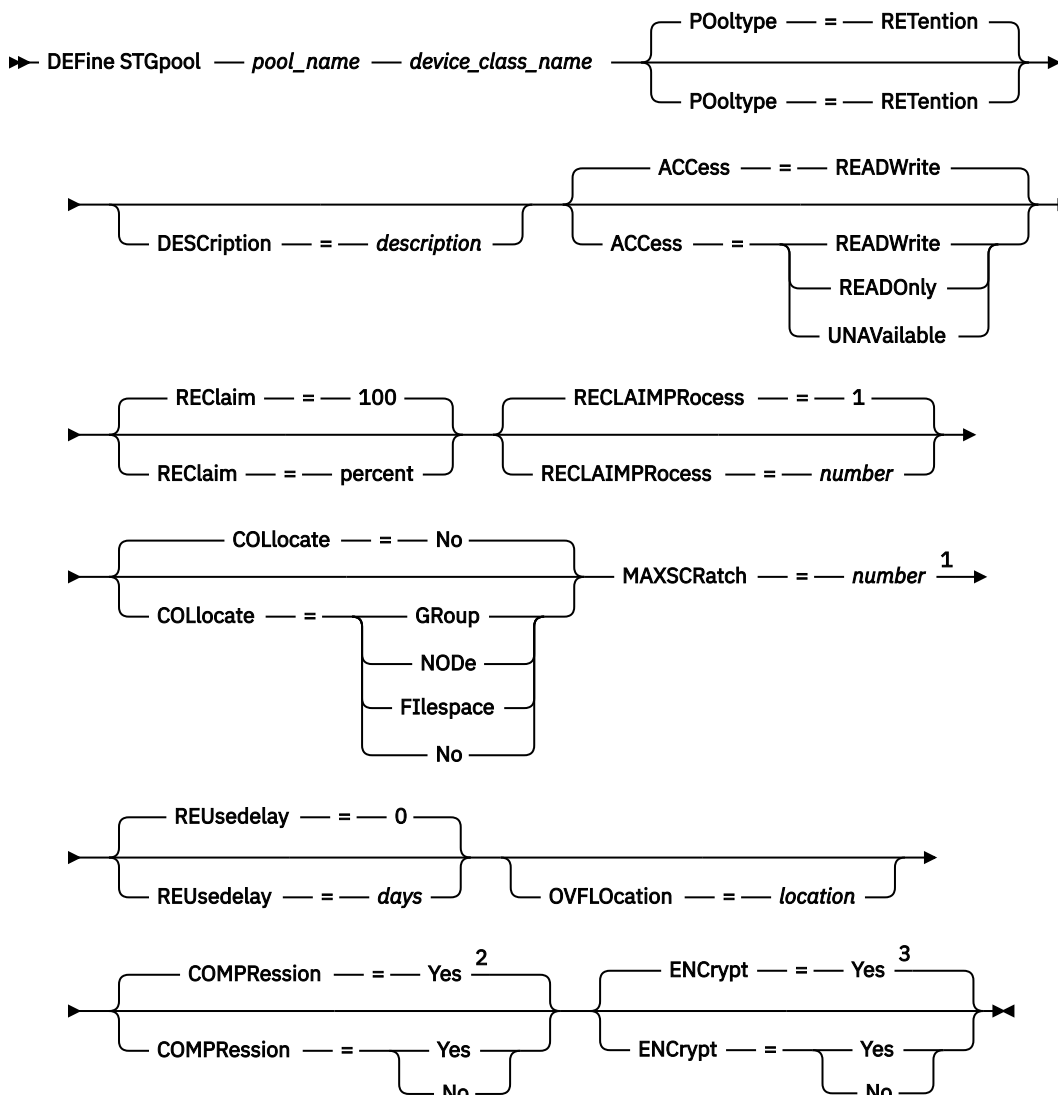 POoltype = RETention
DEFine STGpool pool_name device_class_name
POoltype = RETention
ACCess = READWrite
DESCription = description
ACCess = READWrite
READOnly
UNAVailable
REClaim = 100
RECLAIMPRocess = 1
REClaim = percent
RECLAIMPRocess = number
COLlocate = No
MAXSCRatch = number 1
COLlocate = GRoup
NODe
FIlespace
No
REUsedelay = 0
REUsedelay = days
OVFLOcation = location
COMPRession = Yes 2
ENCrypt = Yes 3
COMPRession = Yes
No
ENCrypt = Yes
No